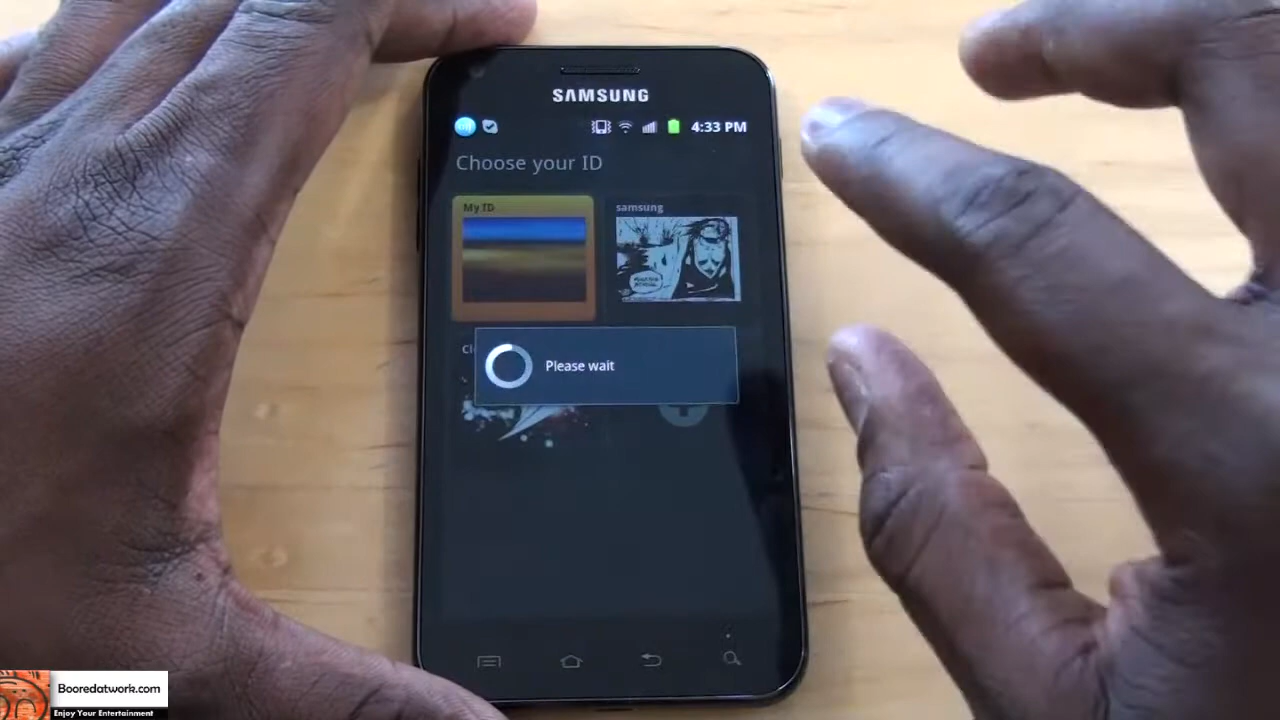 SAMSUNG
4:33 PM
Choose your ID
My ID
samsung
Please wait
Booredatwork.com
Enjoy Your Entertainment